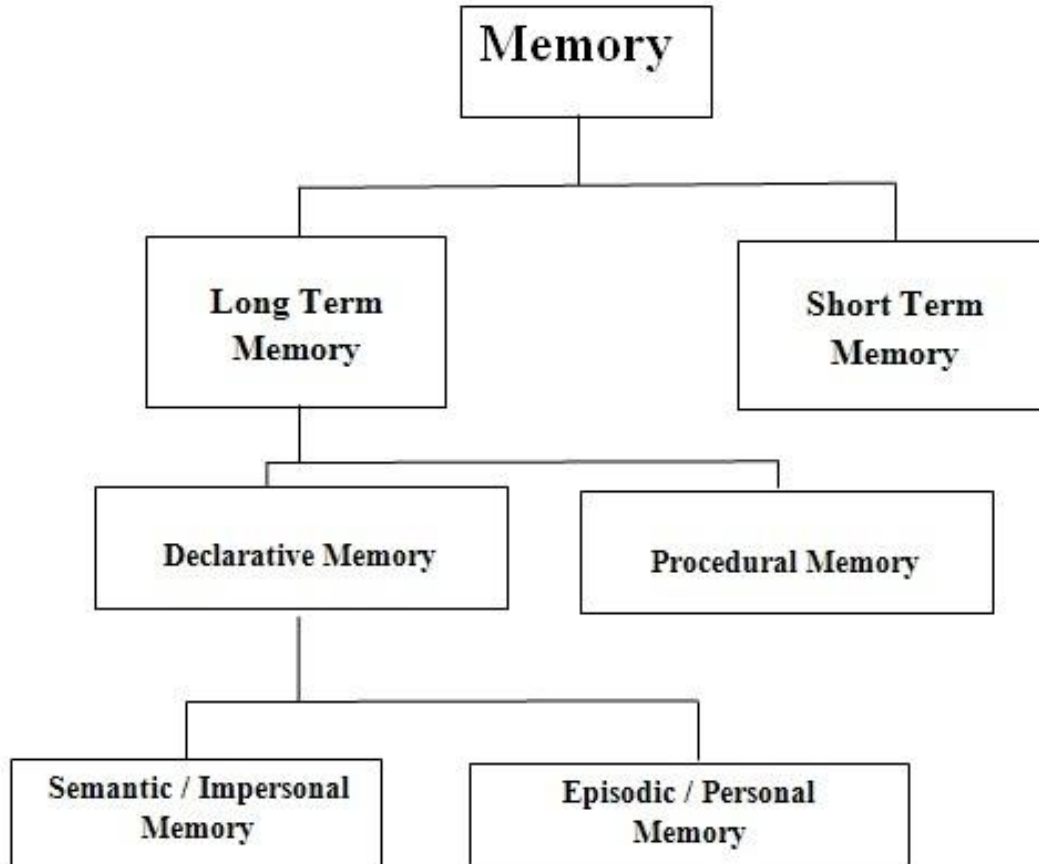 Memory
Long Term
Memory
Short Term
Memory
Declarative Memory
Procedural Memory
Semantic / Impersonal
Memory
Episodic / Personal
Memory